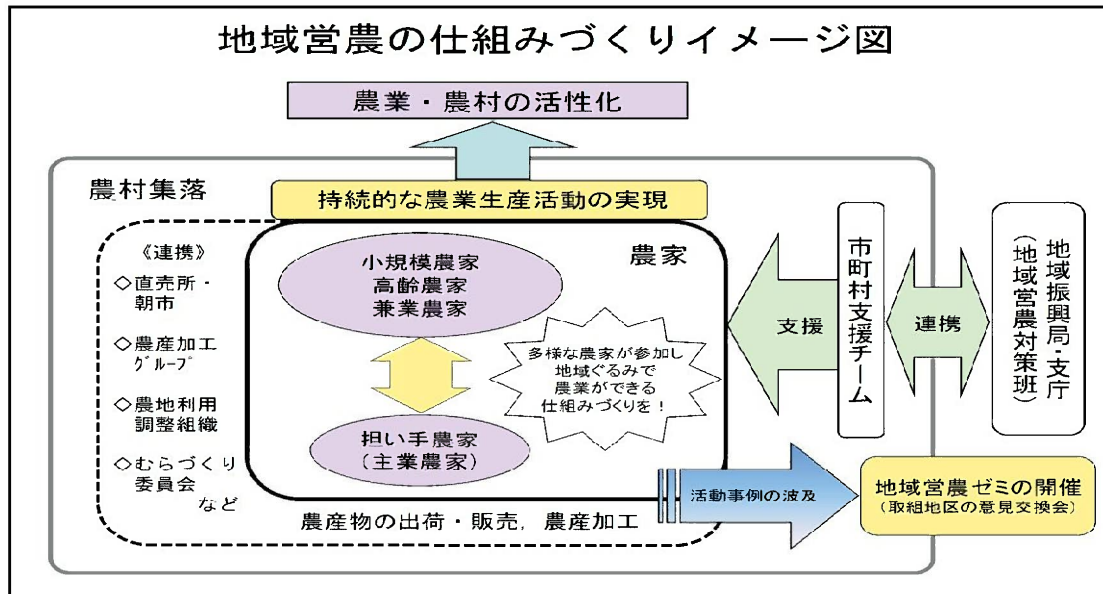 地域営農の仕組みづくりイメージ図
農業・農村の活性化
農村集落
持続的な農業生産活動の実現
《連携》
◇直売所・
朝市
◇農産加工
ｸﾞﾙｰﾌﾟ
◇農地利用
調整組織
◇むらづくり
委員会
など
農家
小規模農家
高齢農家
兼業農家
多様な農家が参加し
地域ぐるみで
農業ができる
仕組みづくりを！
担い手農家
(主業農家)
農産物の出荷・販売，農産加工
支援
市町村支援チーム
連携
地域振興局・支庁
(地域営農対策班)
活動事例の波及
地域営農ゼミの開催
(取組地区の意見交換会)